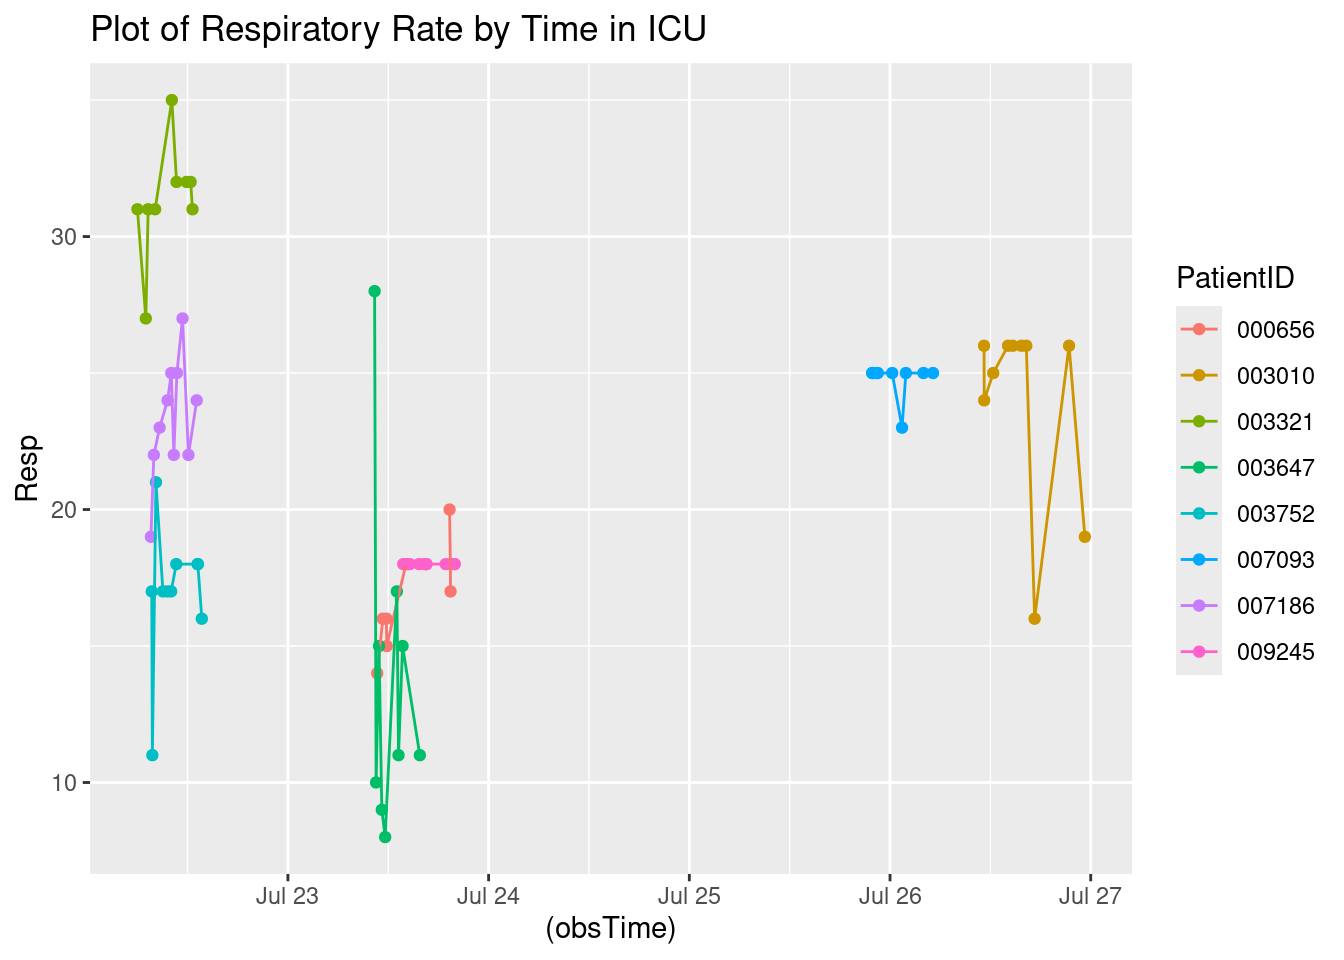 Plot of Respiratory Rate by Time in ICU
Resp
30
20
10
Jul 23
Jul 24
Jul 25
Jul 26
Jul 27
(obsTime)
PatientID
000656
003010
003321
003647
003752
007093
007186
009245